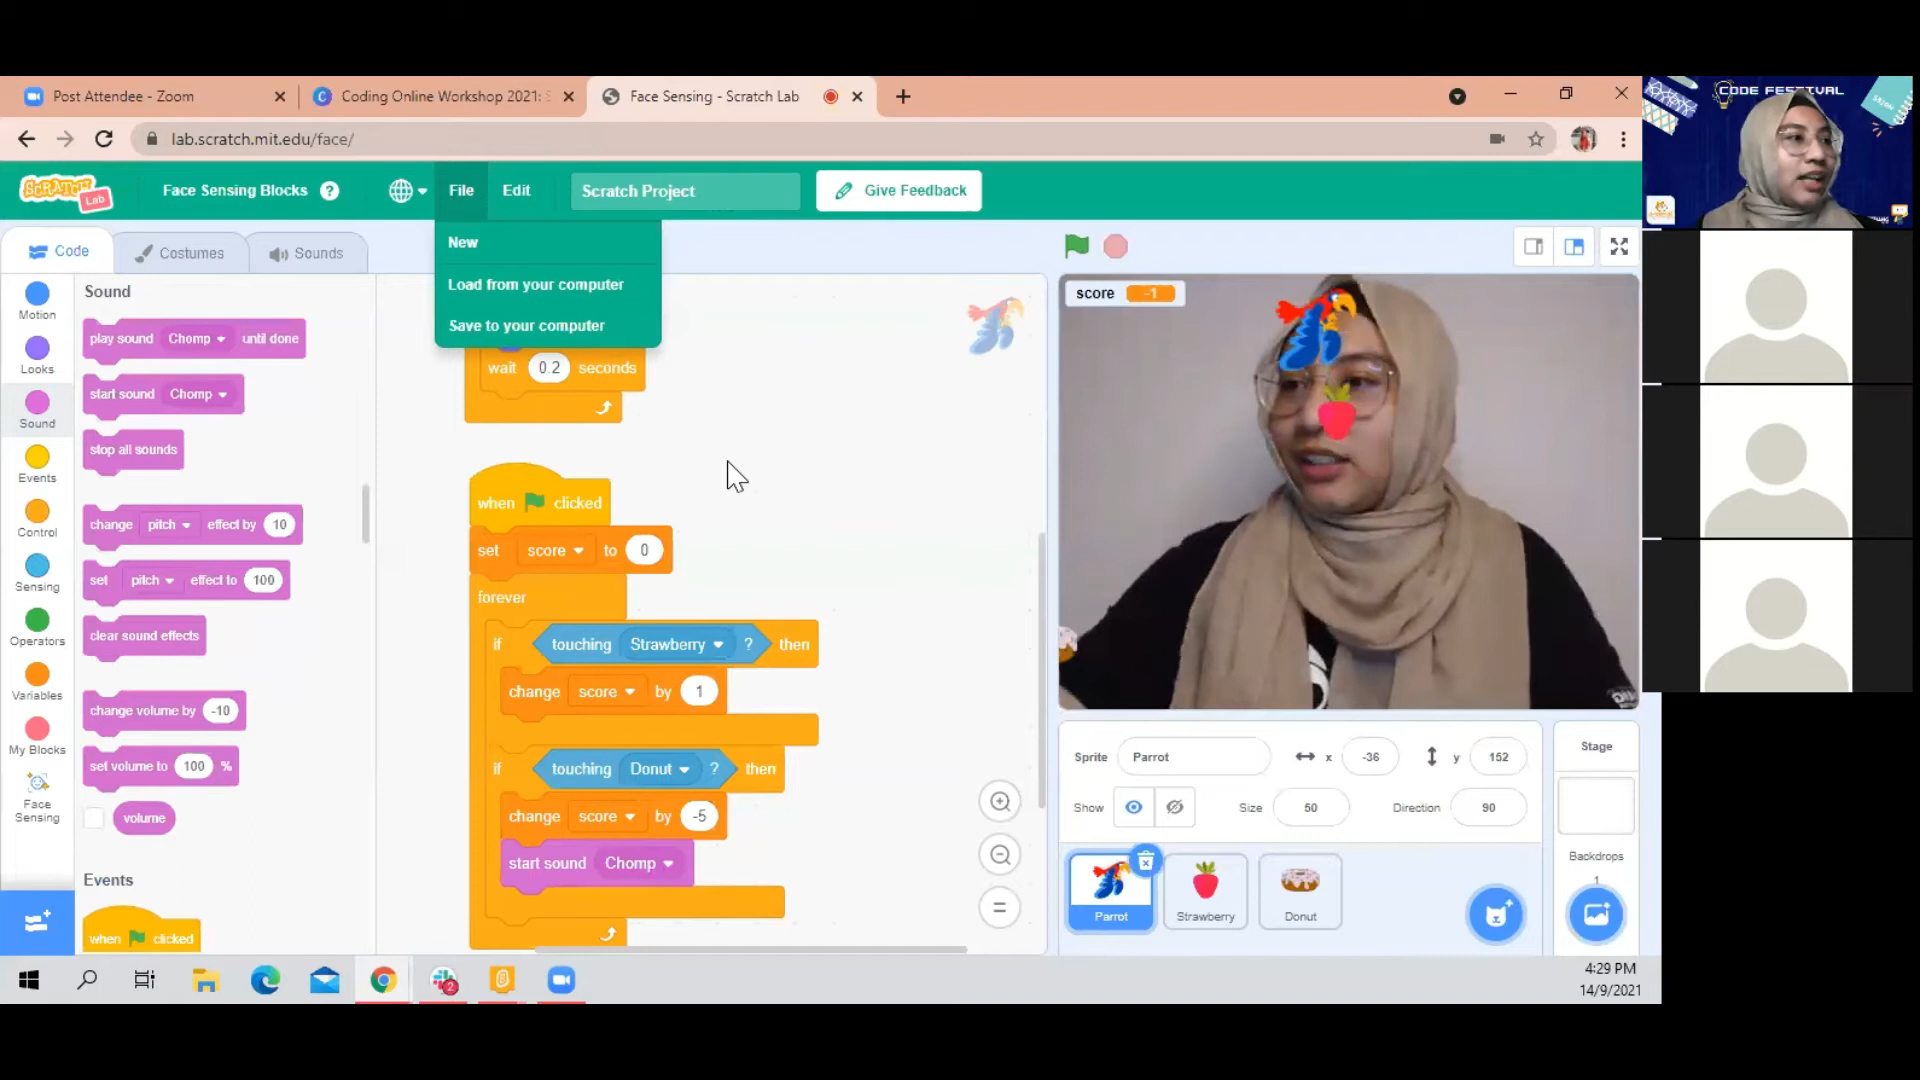 Post Attendee - Zoom
Coding Online Workshop 2021: S
Face Sensing - Scratch Lab
lab.scratch.mit.edu/face/
CODE FESTIVAL
SCRATCH
Lab
Face Sensing Blocks ?
File
Edit
Scratch Project
Give Feedback
New
Load from your computer
Save to your computer
Code
Costumes
Sounds
Motion
Looks
Sound
Events
Control
Sensing
Operators
Variables
My Blocks
Face
Sensing
Sound
play sound Chomp until done
start sound Chomp
stop all sounds
change pitch effect by 10
set pitch effect to 100
clear sound effects
change volume by -10
set volume to 100 %
volume
Events
when clicked
wait 0.2 seconds
when clicked
set score to 0
forever
if touching Strawberry ? then
change score by 1
if touching Donut ? then
change score by -5
start sound Chomp
score -1
Sprite Parrot x -36 y 152
Show Size 50 Direction 90
Parrot
Strawberry
Donut
Stage
Backdrops
1
2
4:29 PM
14/9/2021